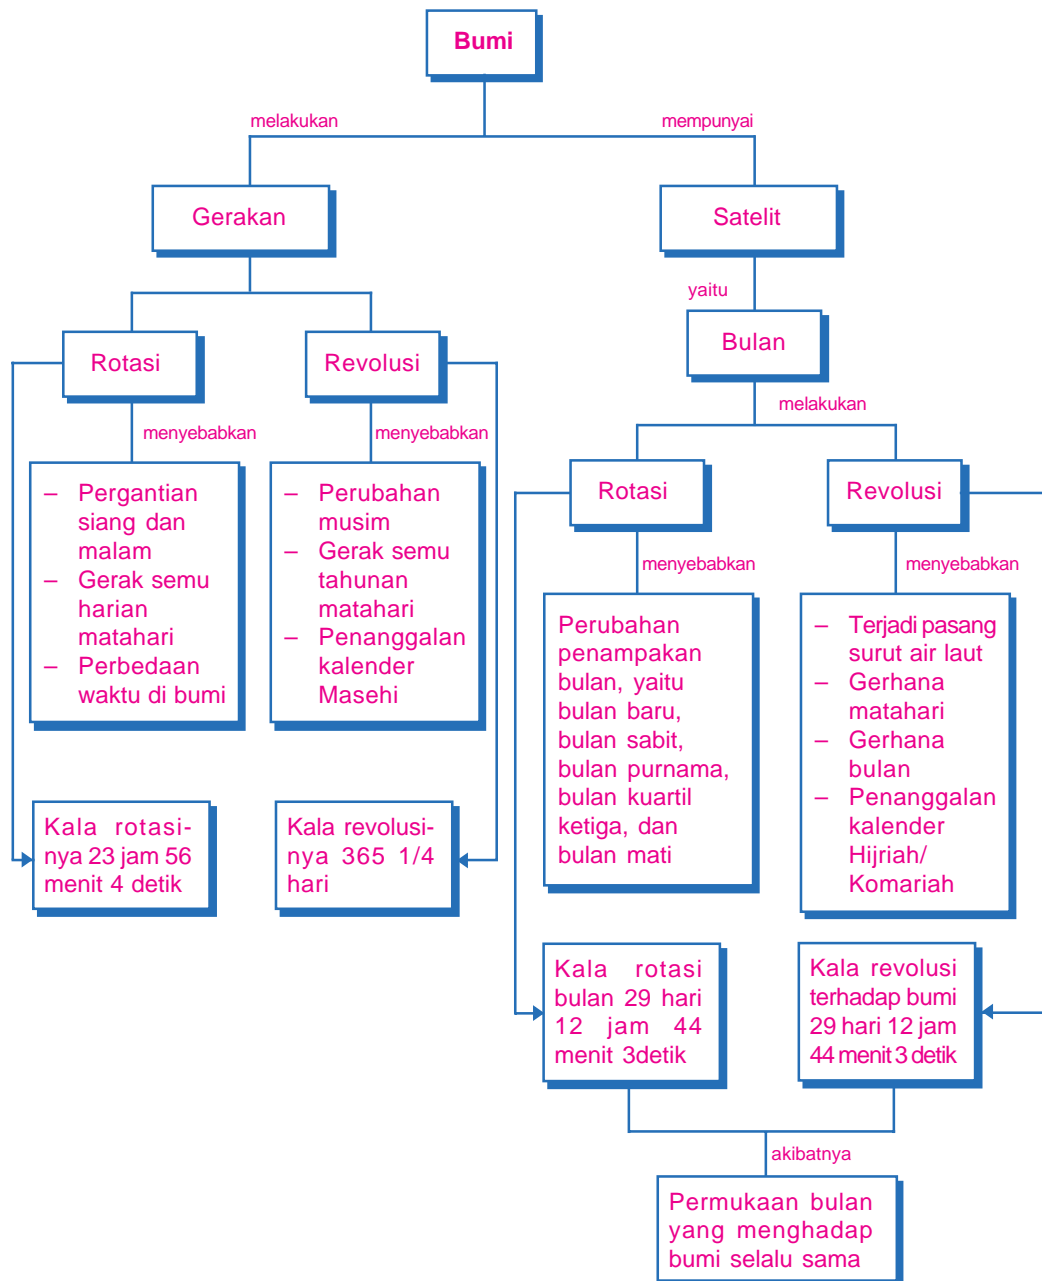 Bumi
melakukan
mempunyai
Gerakan
Satelit
yaitu
Bulan
Rotasi
Revolusi
melakukan
menyebabkan
menyebabkan
– Pergantian
siang dan
malam
– Gerak semu
harian
matahari
– Perbedaan
waktu di bumi
– Perubahan
musim
– Gerak semu
tahunan
matahari
– Penanggalan
kalender
Masehi
Rotasi
Revolusi
menyebabkan
menyebabkan
Perubahan
penampakan
bulan, yaitu
bulan baru,
bulan sabit,
bulan purnama,
bulan kuartil
ketiga, dan
bulan mati
– Terjadi pasang
surut air laut
– Gerhana
matahari
– Gerhana
bulan
– Penanggalan
kalender
Hijriah/
Komariah
Kala rotasi-
nya 23 jam 56
menit 4 detik
Kala revolusi-
nya 365 1/4
hari
Kala rotasi
bulan 29 hari
12 jam 44
menit 3detik
Kala revolusi
terhadap bumi
29 hari 12 jam
44 menit 3 detik
akibatnya
Permukaan bulan
yang menghadap
bumi selalu sama